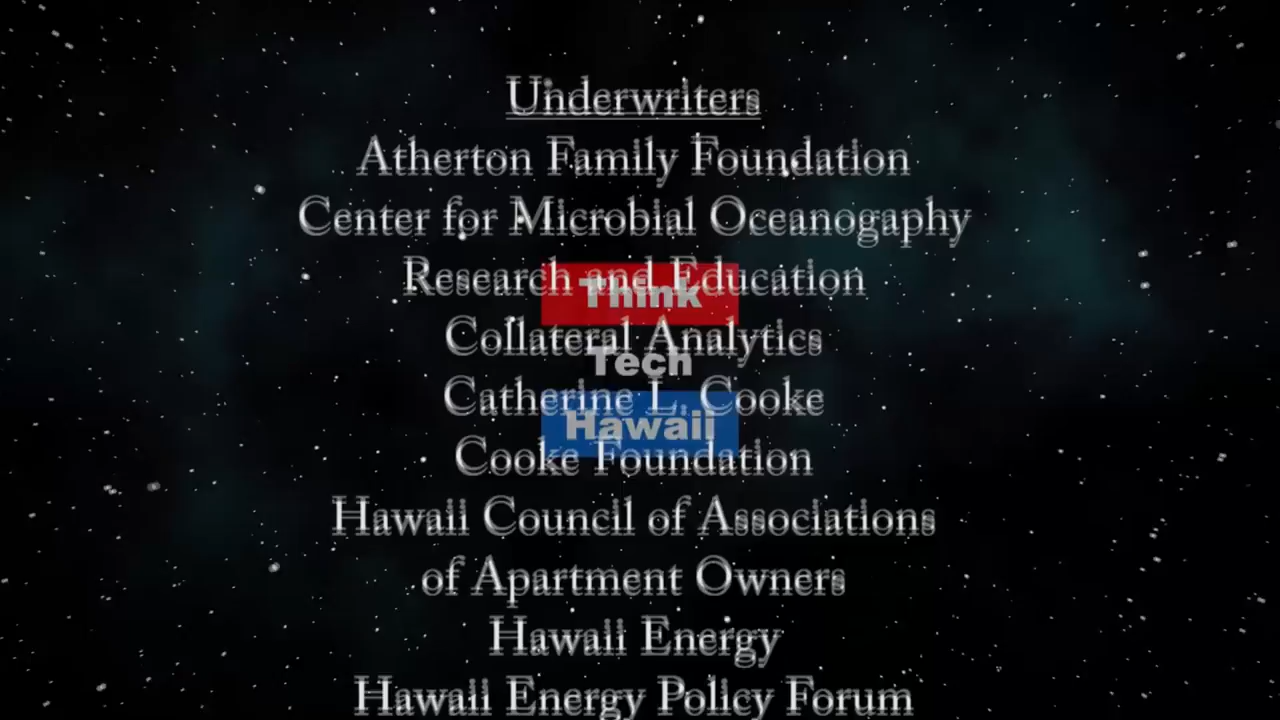 Underwriters
Atherton Family Foundation
Center for Microbial Oceanogaphy
Research and Education
Think
Collateral Analytics
Tech
Catherine L. Cooke
Hawaii
Cooke Foundation
Hawaii Council of Associations
of Apartment Owners
Hawaii Energy
Hawaii Energy Policy Forum